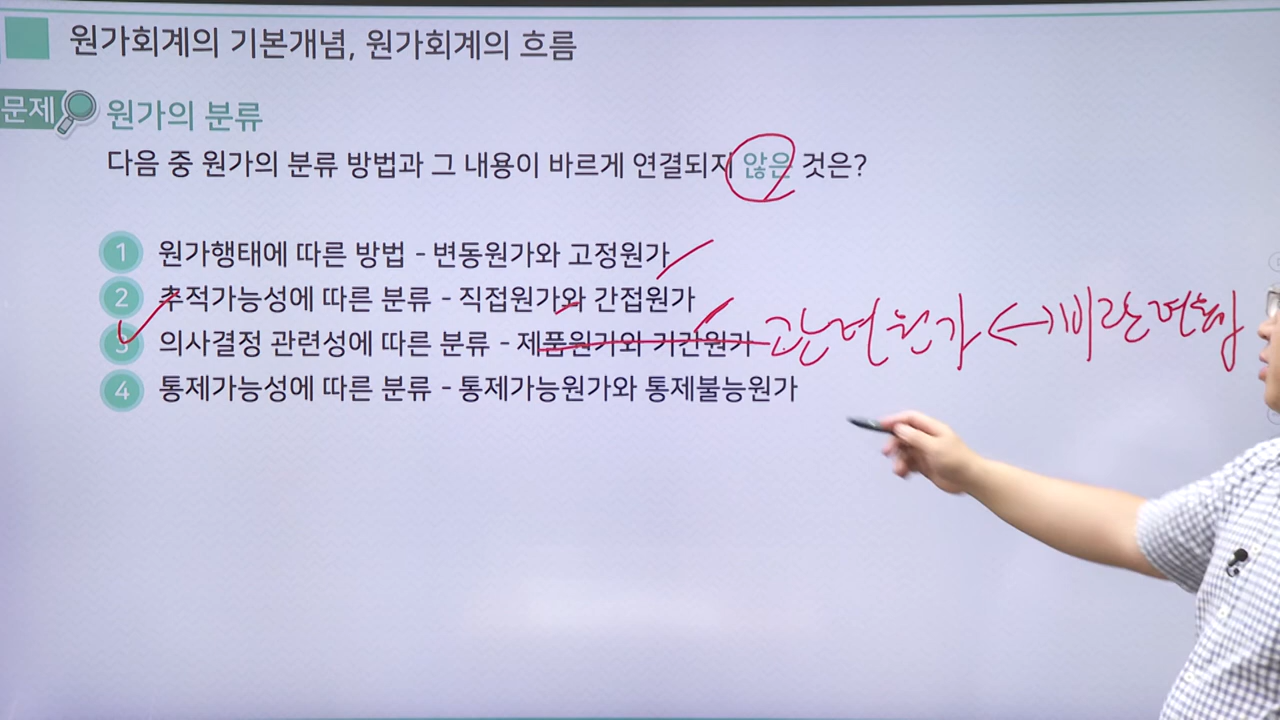 원가회계의 기본개념, 원가회계의 흐름
문제 원가의 분류
다음 중 원가의 분류 방법과 그 내용이 바르게 연결되지 않은 것은?
1 원가행태에 따른 방법 - 변동원가와 고정원가
2 추적가능성에 따른 분류 - 직접원가와 간접원가
3 의사결정 관련성에 따른 분류 - 제품원가와 기간원가 관련원가 ↔ 비관련원가
4 통제가능성에 따른 분류 - 통제가능원가와 통제불능원가